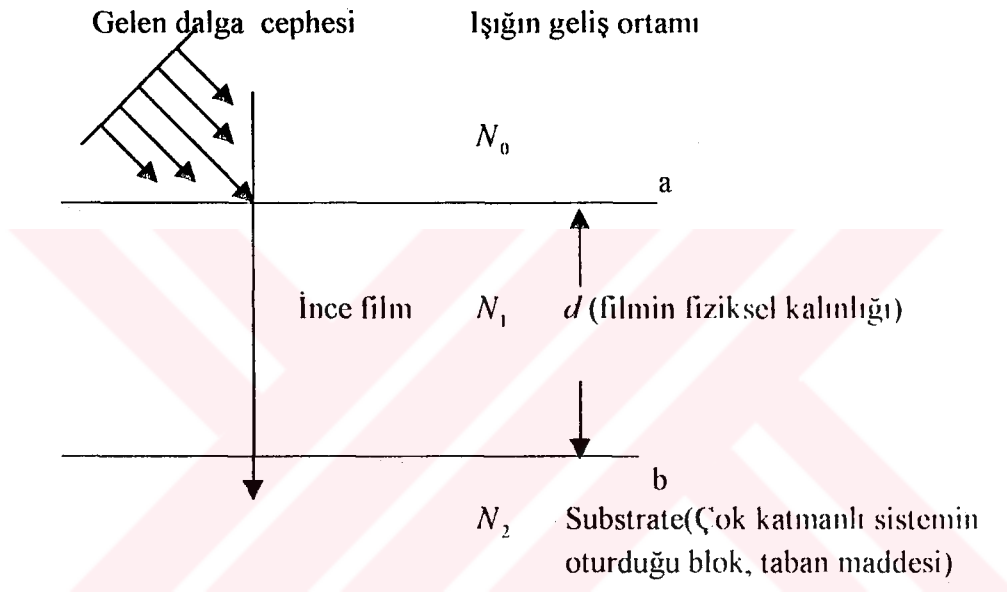 Gelen dalga cephesi Işığın geliş ortamı
N₀
a
İnce film N₁ d (filmin fiziksel kalınlığı)
b
N₂ Substrate(Çok katmanlı sistemin
oturduğu blok, taban maddesi)